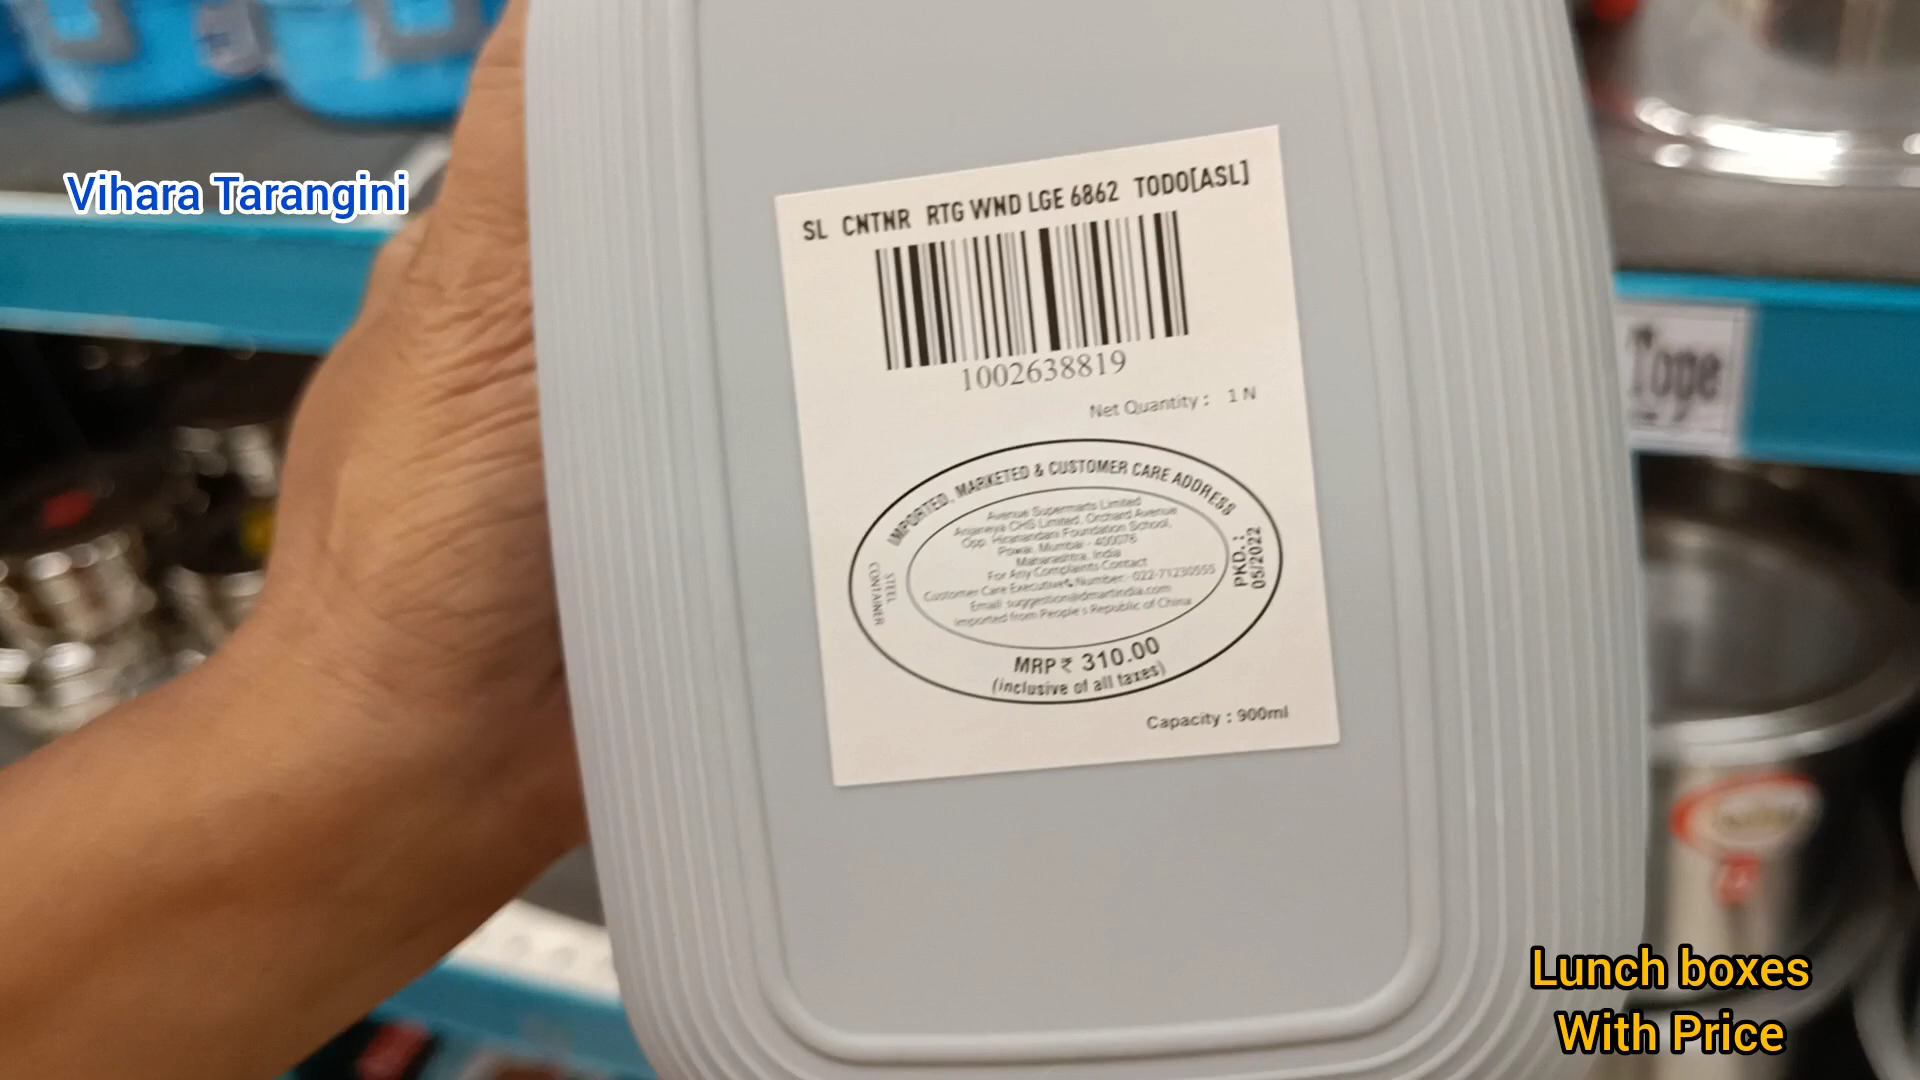 Vihara Tarangini
SL CNTNR RTG WND LGE 6862 TODO[ASL]
1002638819
Net Quantity : 1 N
IMPORTED, MARKETED & CUSTOMER CARE ADDRESS
Avenue Supermarts Limited
Anjaneya CHS Limited, Orchard Avenue
Opp. Hiranandani Foundation School,
Powai, Mumbai - 400076
Maharashtra, India
For Any Complaints Contact
Customer Care Executive Number:- 022-71230555
Email: suggestion@dmartindia.com
Imported from People's Republic of China
STEEL
CONTAINER
PKD.:
05/2022
MRP ₹ 310.00
(inclusive of all taxes)
Capacity : 900ml
Tope
Lunch boxes
With Price